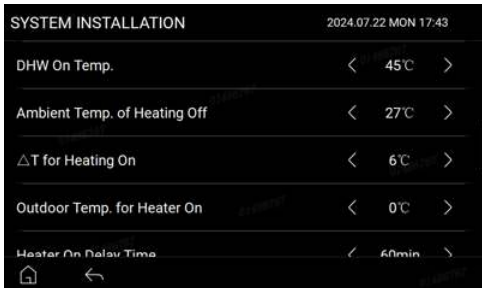 SYSTEM INSTALLATION 2024.07.22 MON 17:43
DHW On Temp. < 45℃ >
Ambient Temp. of Heating Off < 27℃ >
△T for Heating On < 6℃ >
Outdoor Temp. for Heater On < 0℃ >
Heater On Delay Time < 60min >